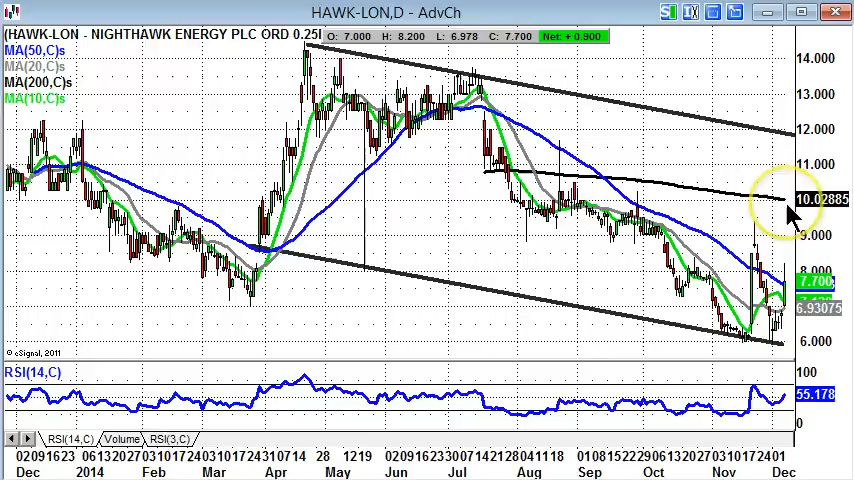 HAWK-LON,D - AdvCh
(HAWK-LON - NIGHTHAWK ENERGY PLC ORD 0.25I O: 7.000 H: 8.200 L: 6.978 C: 7.700 Net: + 0.900
MA(50,C)s
MA(20,C)s
MA(200,C)s
MA(10,C)s
14.000
13.000
12.000
11.000
10.02885
9.000
8.000
7.700
6.93075
6.000
© eSignal, 2011
RSI(14,C)
100
55.178
0
RSI(14,C) Volume RSI(3,C)
Dec 2014 Feb Mar Apr May Jun Jul Aug Sep Oct Nov Dec